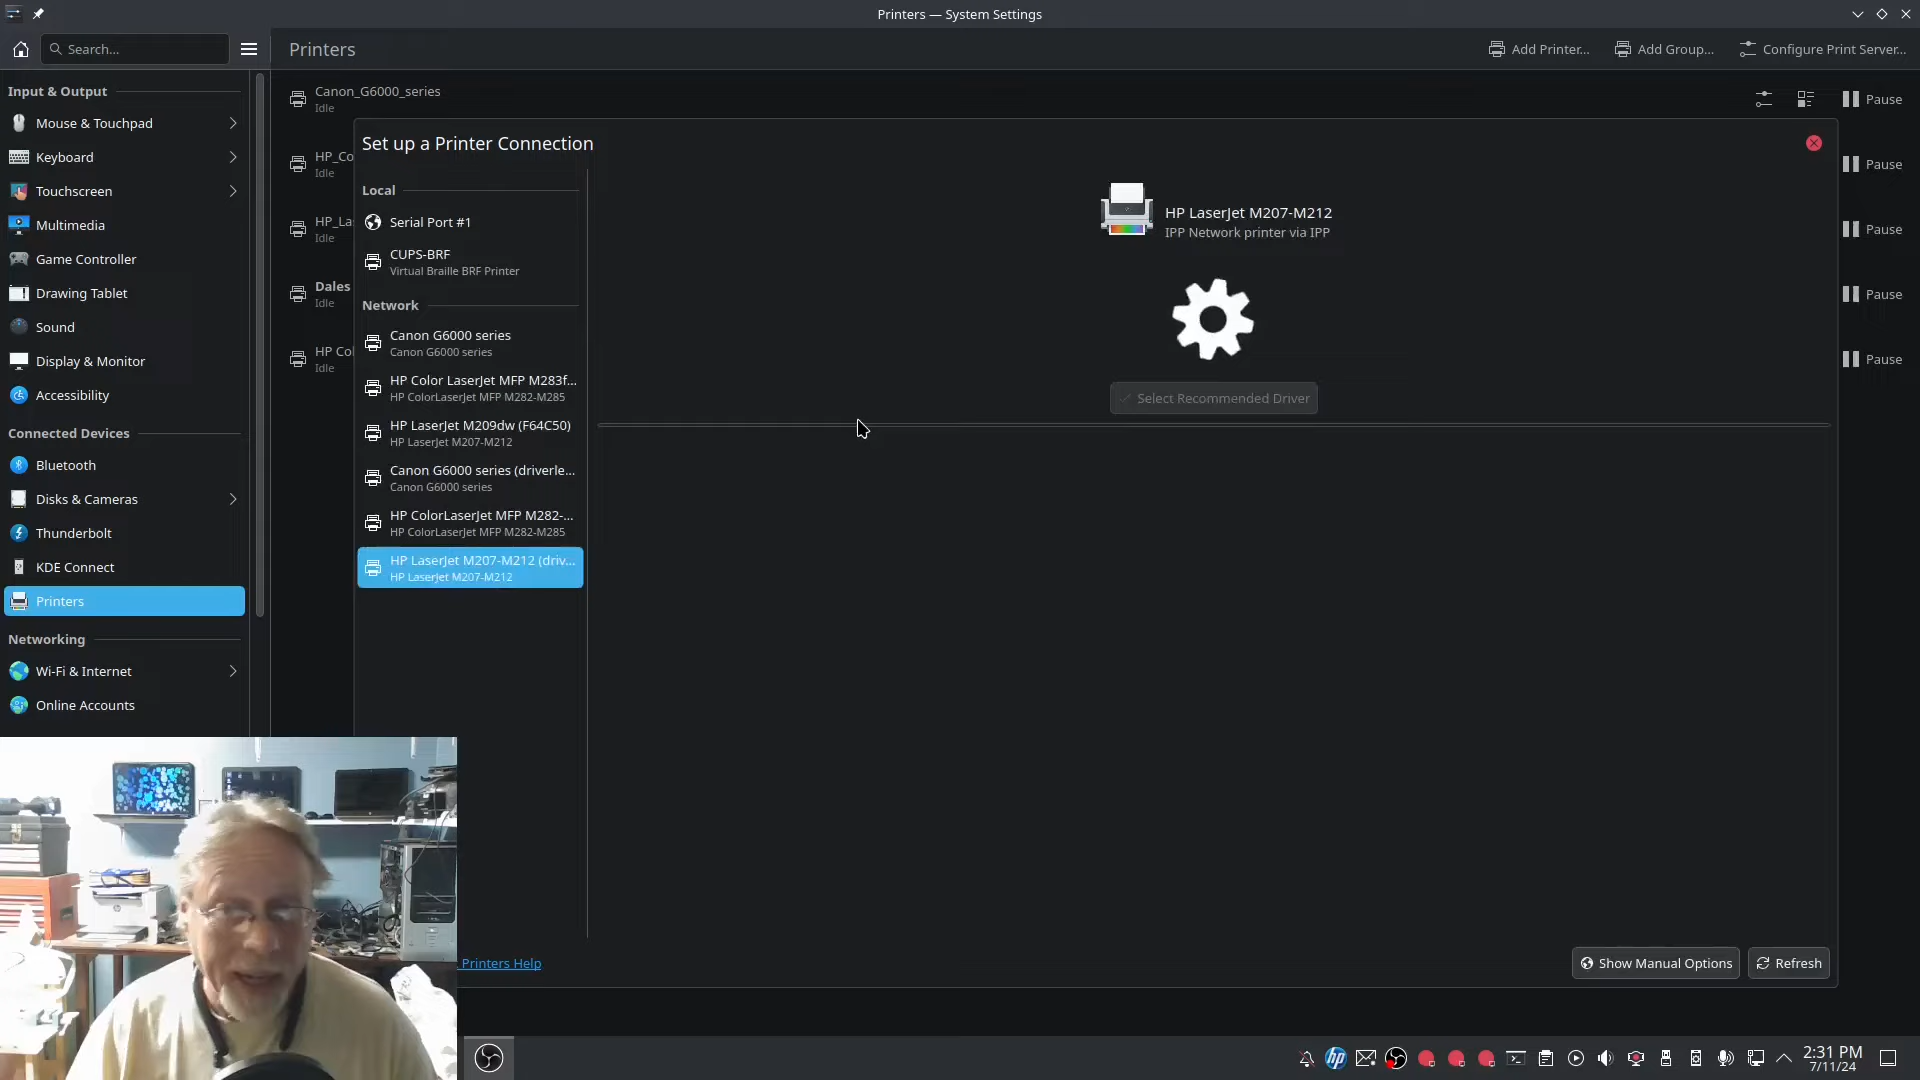 Printers — System Settings
Search...
Printers
Add Printer...
Add Group...
Configure Print Server...
Input & Output
Mouse & Touchpad
Keyboard
Touchscreen
Multimedia
Game Controller
Drawing Tablet
Sound
Display & Monitor
Accessibility
Connected Devices
Bluetooth
Disks & Cameras
Thunderbolt
KDE Connect
Printers
Networking
Wi-Fi & Internet
Online Accounts
Canon_G6000_series
Idle
Pause
HP_Co
Idle
Pause
HP_La
Idle
Pause
Dales
Idle
Pause
HP Col
Idle
Pause
Set up a Printer Connection
Local
Serial Port #1
CUPS-BRF
Virtual Braille BRF Printer
Network
Canon G6000 series
Canon G6000 series
HP Color LaserJet MFP M283f...
HP ColorLaserJet MFP M282-M285
HP LaserJet M209dw (F64C50)
HP LaserJet M207-M212
Canon G6000 series (driverle...
Canon G6000 series
HP ColorLaserJet MFP M282-...
HP ColorLaserJet MFP M282-M285
HP LaserJet M207-M212 (driv...
HP LaserJet M207-M212
HP LaserJet M207-M212
IPP Network printer via IPP
Select Recommended Driver
Printers Help
Show Manual Options
Refresh
hp
2:31 PM
7/11/24